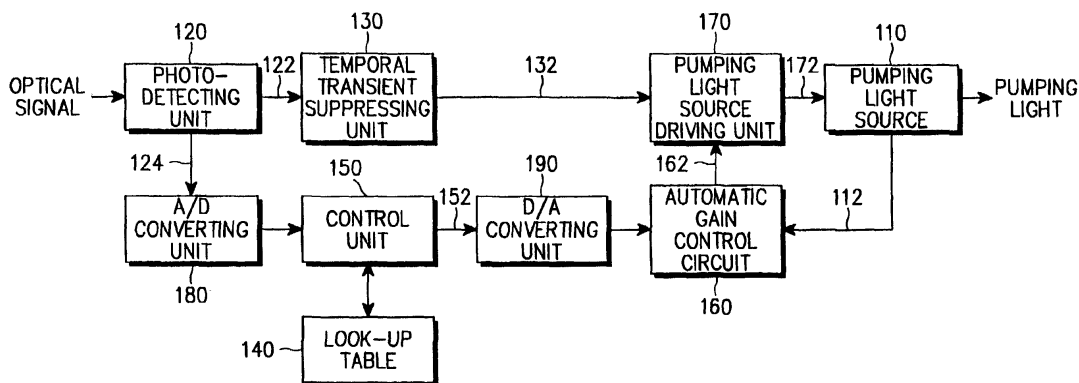 120
130
170
110
OPTICAL
SIGNAL
PHOTO-
DETECTING
UNIT
122
TEMPORAL
TRANSIENT
SUPPRESSING
UNIT
132
PUMPING
LIGHT
SOURCE
DRIVING UNIT
172
PUMPING
LIGHT
SOURCE
PUMPING
LIGHT
124
162
112
150
190
A/D
CONVERTING
UNIT
CONTROL
UNIT
152
D/A
CONVERTING
UNIT
AUTOMATIC
GAIN
CONTROL
CIRCUIT
180
160
140
LOOK-UP
TABLE